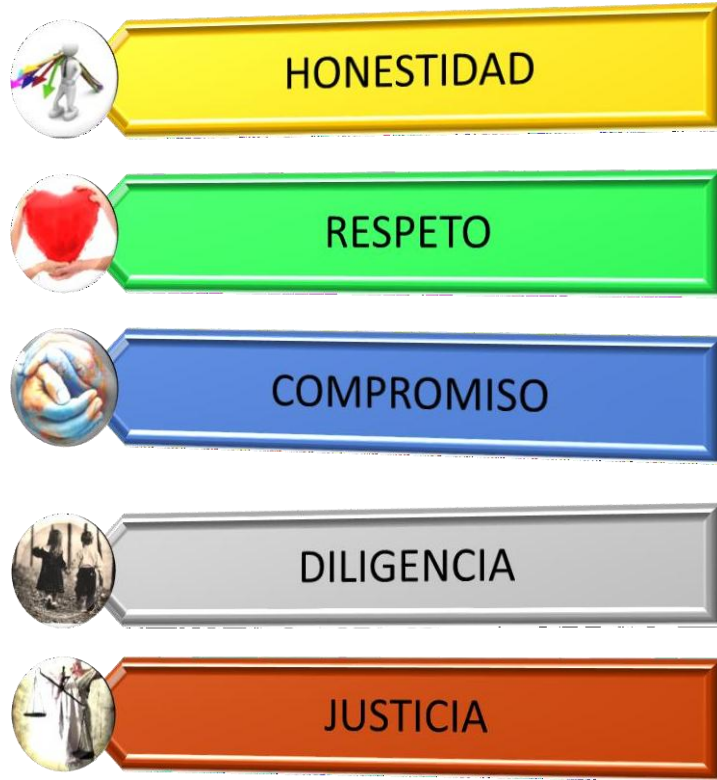 HONESTIDAD
RESPETO
COMPROMISO
DILIGENCIA
JUSTICIA